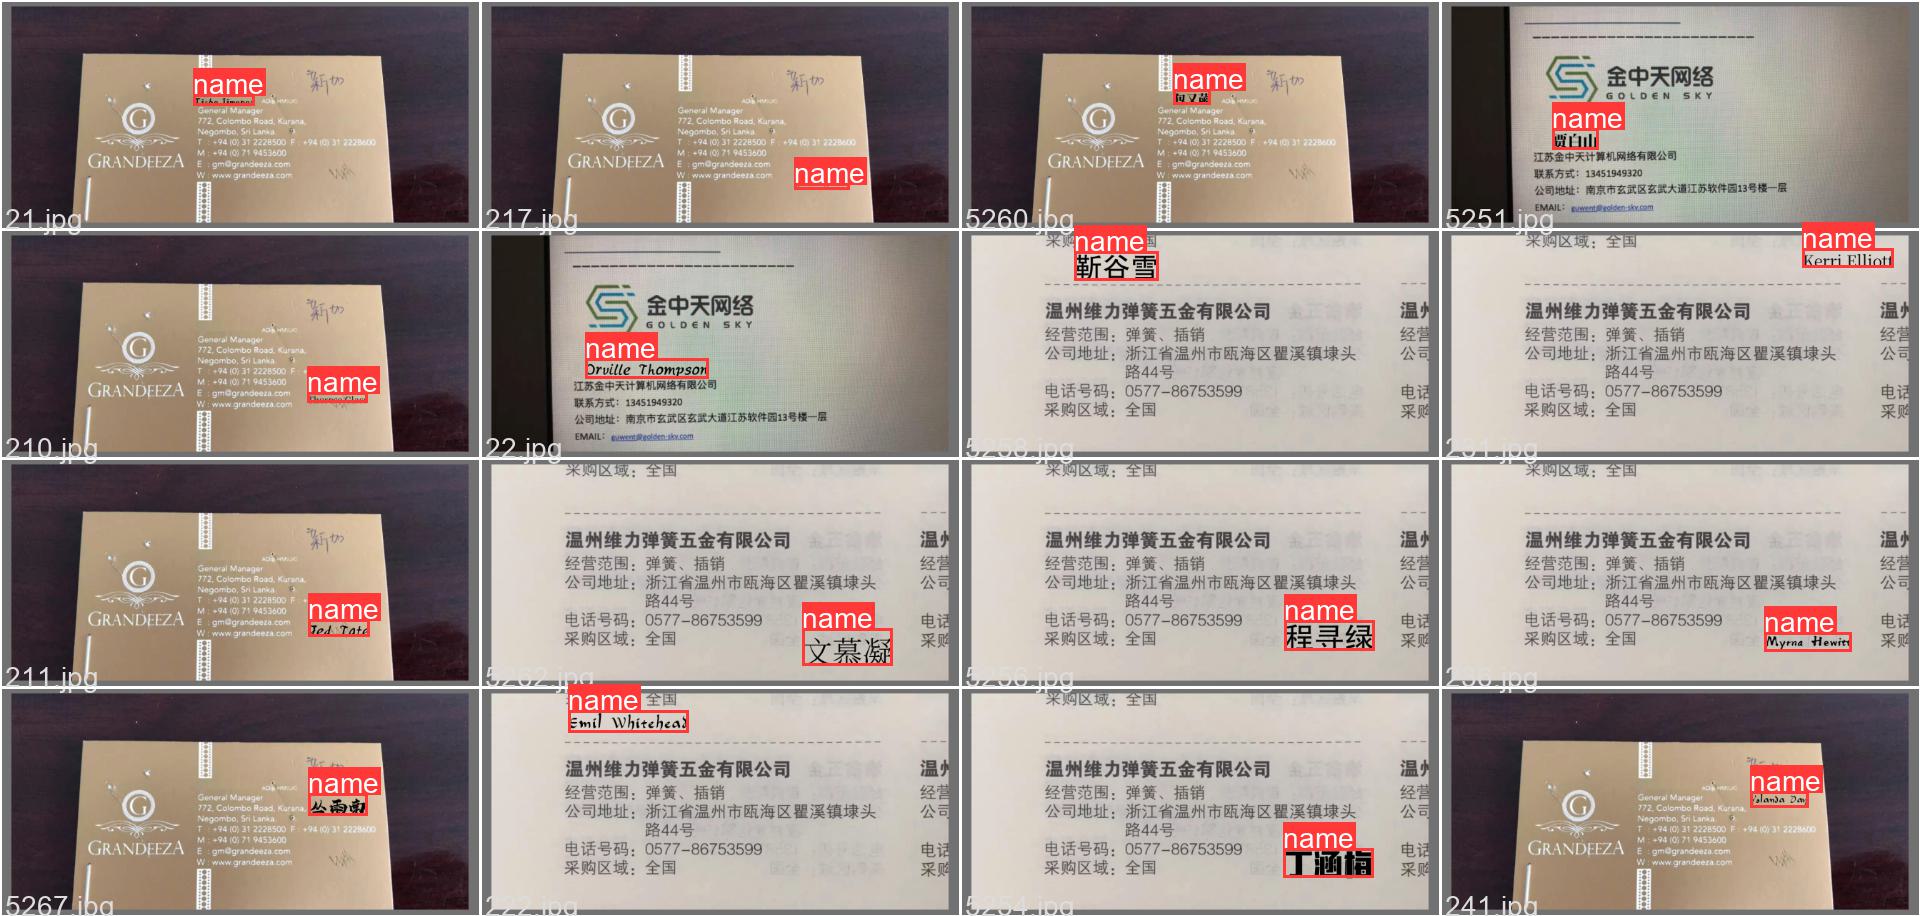 name
新加
General Manager
772, Colombo Road, Kurana,
Negombo, Sri Lanka.
T : +94 (0) 31 2228500 F : +94 (0) 31 2228600
M : +94 (0) 71 9453600
E : gm@grandeeza.com
W : www.grandeeza.com
G
GRANDEEZA
21.jpg
新加
General Manager
772, Colombo Road, Kurana,
Negombo, Sri Lanka.
T : +94 (0) 31 2228500 F : +94 (0) 31 2228600
M : +94 (0) 71 9453600
E : gm@grandeeza.com
W : www.grandeeza.com
G
GRANDEEZA
name
217.jpg
name
新加
General Manager
772, Colombo Road, Kurana,
Negombo, Sri Lanka.
T : +94 (0) 31 2228500 F : +94 (0) 31 2228600
M : +94 (0) 71 9453600
E : gm@grandeeza.com
W : www.grandeeza.com
G
GRANDEEZA
5260.jpg
金中天网络
GOLDEN SKY
name
贾白山
江苏金中天计算机网络有限公司
联系方式：13451949320
公司地址：南京市玄武区玄武大道江苏软件园13号楼一层
EMAIL： guwent@golden-sky.com
5251.jpg
新加
General Manager
772, Colombo Road, Kurana,
Negombo, Sri Lanka.
T : +94 (0) 31 2228500 F : +
M : +94 (0) 71 9453600
E : gm@grandeeza.com
W : www.grandeeza.com
G
GRANDEEZA
name
210.jpg
金中天网络
GOLDEN SKY
name
Orville Thompson
江苏金中天计算机网络有限公司
联系方式：13451949320
公司地址：南京市玄武区玄武大道江苏软件园13号楼一层
EMAIL： guwent@golden-sky.com
22.jpg
采购 name 国
靳谷雪
温州维力弹簧五金有限公司
经营范围：弹簧、插销
公司地址：浙江省温州市瓯海区瞿溪镇埭头
路44号
电话号码：0577-86753599
采购区域：全国
5258.jpg
采购区域：全国
name
Kerri Elliott
温州维力弹簧五金有限公司
经营范围：弹簧、插销
公司地址：浙江省温州市瓯海区瞿溪镇埭头
路44号
电话号码：0577-86753599
采购区域：全国
231.jpg
新加
General Manager
772, Colombo Road, Kurana,
Negombo, Sri Lanka.
T : +94 (0) 31 2228500 F : +
M : +94 (0) 71 9453600
E : gm@grandeeza.com
W : www.grandeeza.com
G
GRANDEEZA
name
Jed Tate
211.jpg
采购区域：全国
温州维力弹簧五金有限公司
经营范围：弹簧、插销
公司地址：浙江省温州市瓯海区瞿溪镇埭头
路44号
电话号码：0577-86753599
采购区域：全国
name
文慕凝
5262.jpg
采购区域：全国
温州维力弹簧五金有限公司
经营范围：弹簧、插销
公司地址：浙江省温州市瓯海区瞿溪镇埭头
路44号
电话号码：0577-86753599
采购区域：全国
name
程寻绿
5256.jpg
采购区域：全国
温州维力弹簧五金有限公司
经营范围：弹簧、插销
公司地址：浙江省温州市瓯海区瞿溪镇埭头
路44号
电话号码：0577-86753599
采购区域：全国
name
Myrna Hewitt
236.jpg
name
丛雨南
General Manager
772, Colombo Road, Kurana,
Negombo, Sri Lanka.
T : +94 (0) 31 2228500 F : +94 (0) 31 2228600
M : +94 (0) 71 9453600
E : gm@grandeeza.com
W : www.grandeeza.com
G
GRANDEEZA
5267.jpg
name 全国
Emil Whitehead
温州维力弹簧五金有限公司
经营范围：弹簧、插销
公司地址：浙江省温州市瓯海区瞿溪镇埭头
路44号
电话号码：0577-86753599
采购区域：全国
222.jpg
采购区域：全国
温州维力弹簧五金有限公司
经营范围：弹簧、插销
公司地址：浙江省温州市瓯海区瞿溪镇埭头
路44号
电话号码：0577-86753599
采购区域：全国
name
丁涵梅
5254.jpg
name
General Manager
772, Colombo Road, Kurana,
Negombo, Sri Lanka.
T : +94 (0) 31 2228500 F : +94 (0) 31 2228600
M : +94 (0) 71 9453600
E : gm@grandeeza.com
W : www.grandeeza.com
G
GRANDEEZA
241.jpg